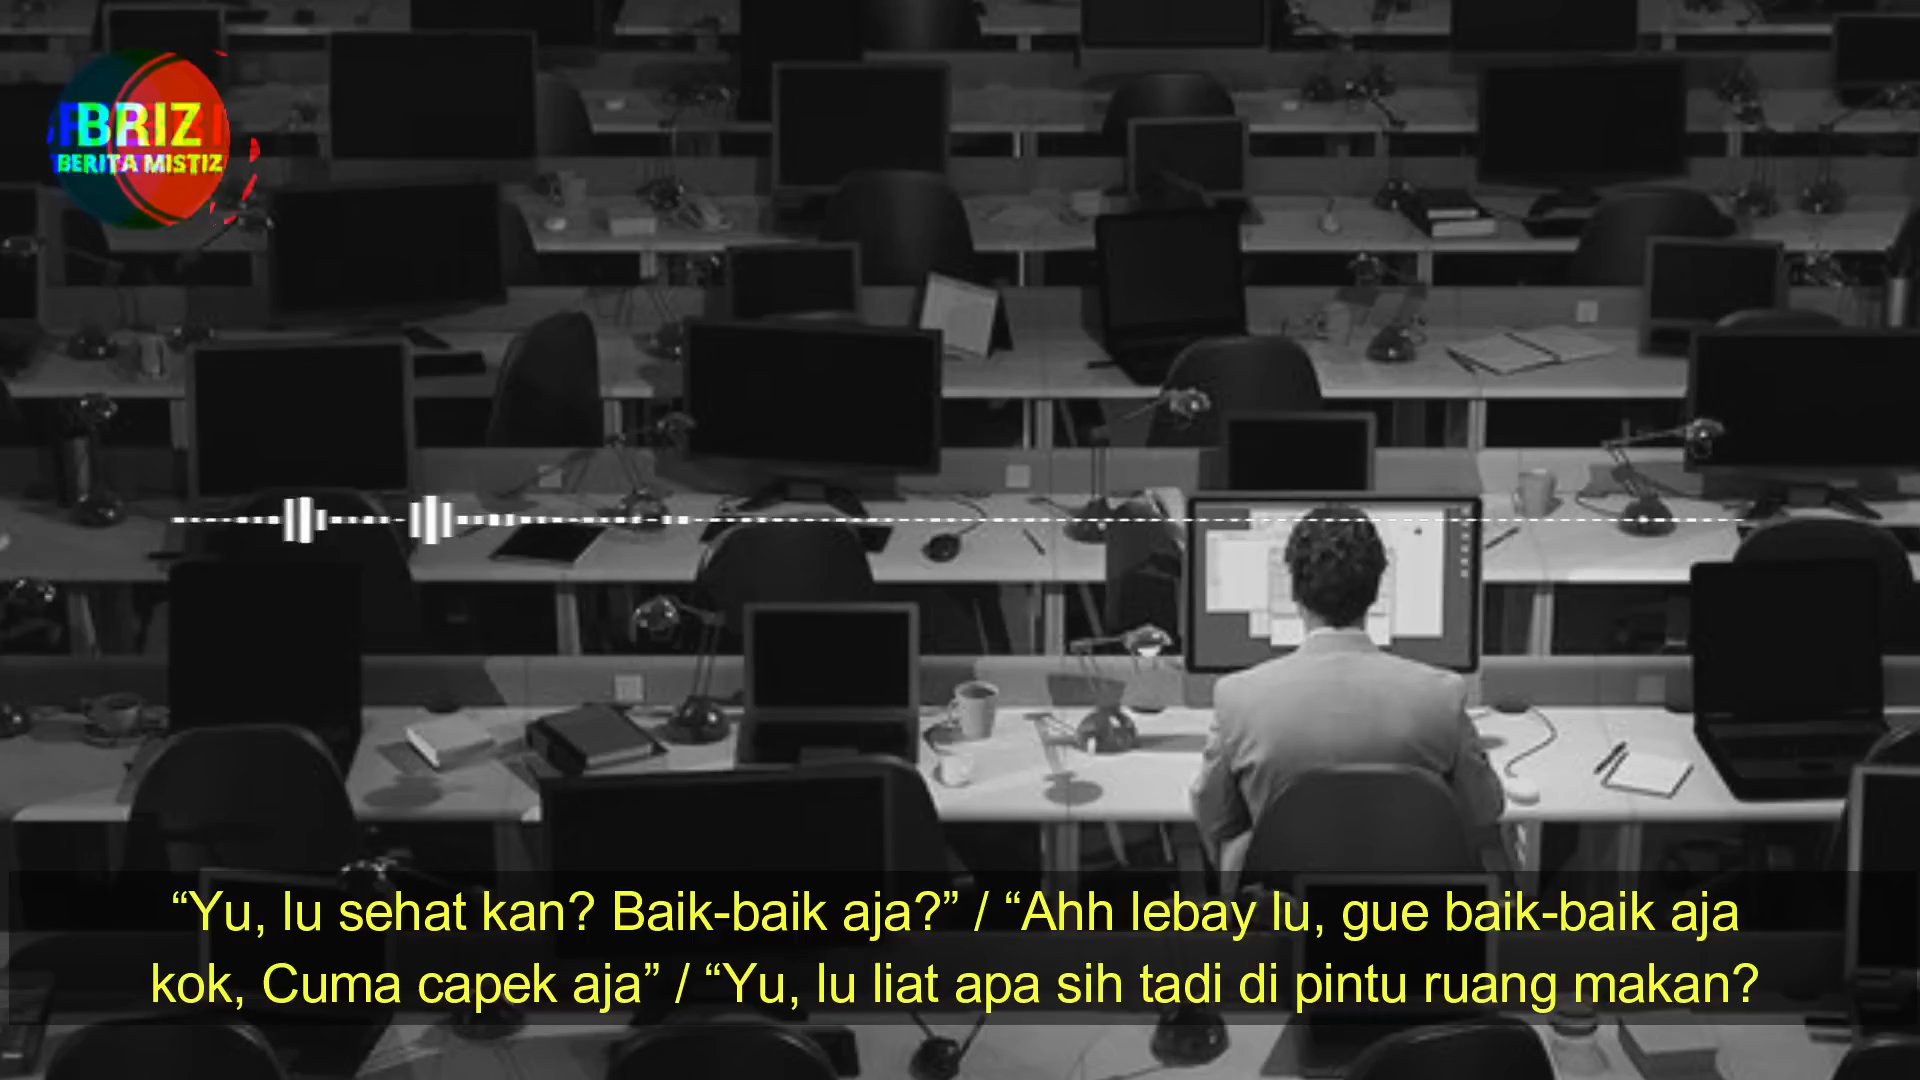 BRIZ
BERITA MISTIZ
“Yu, lu sehat kan? Baik-baik aja?” / “Ahh lebay lu, gue baik-baik aja
kok, Cuma capek aja” / “Yu, lu liat apa sih tadi di pintu ruang makan?